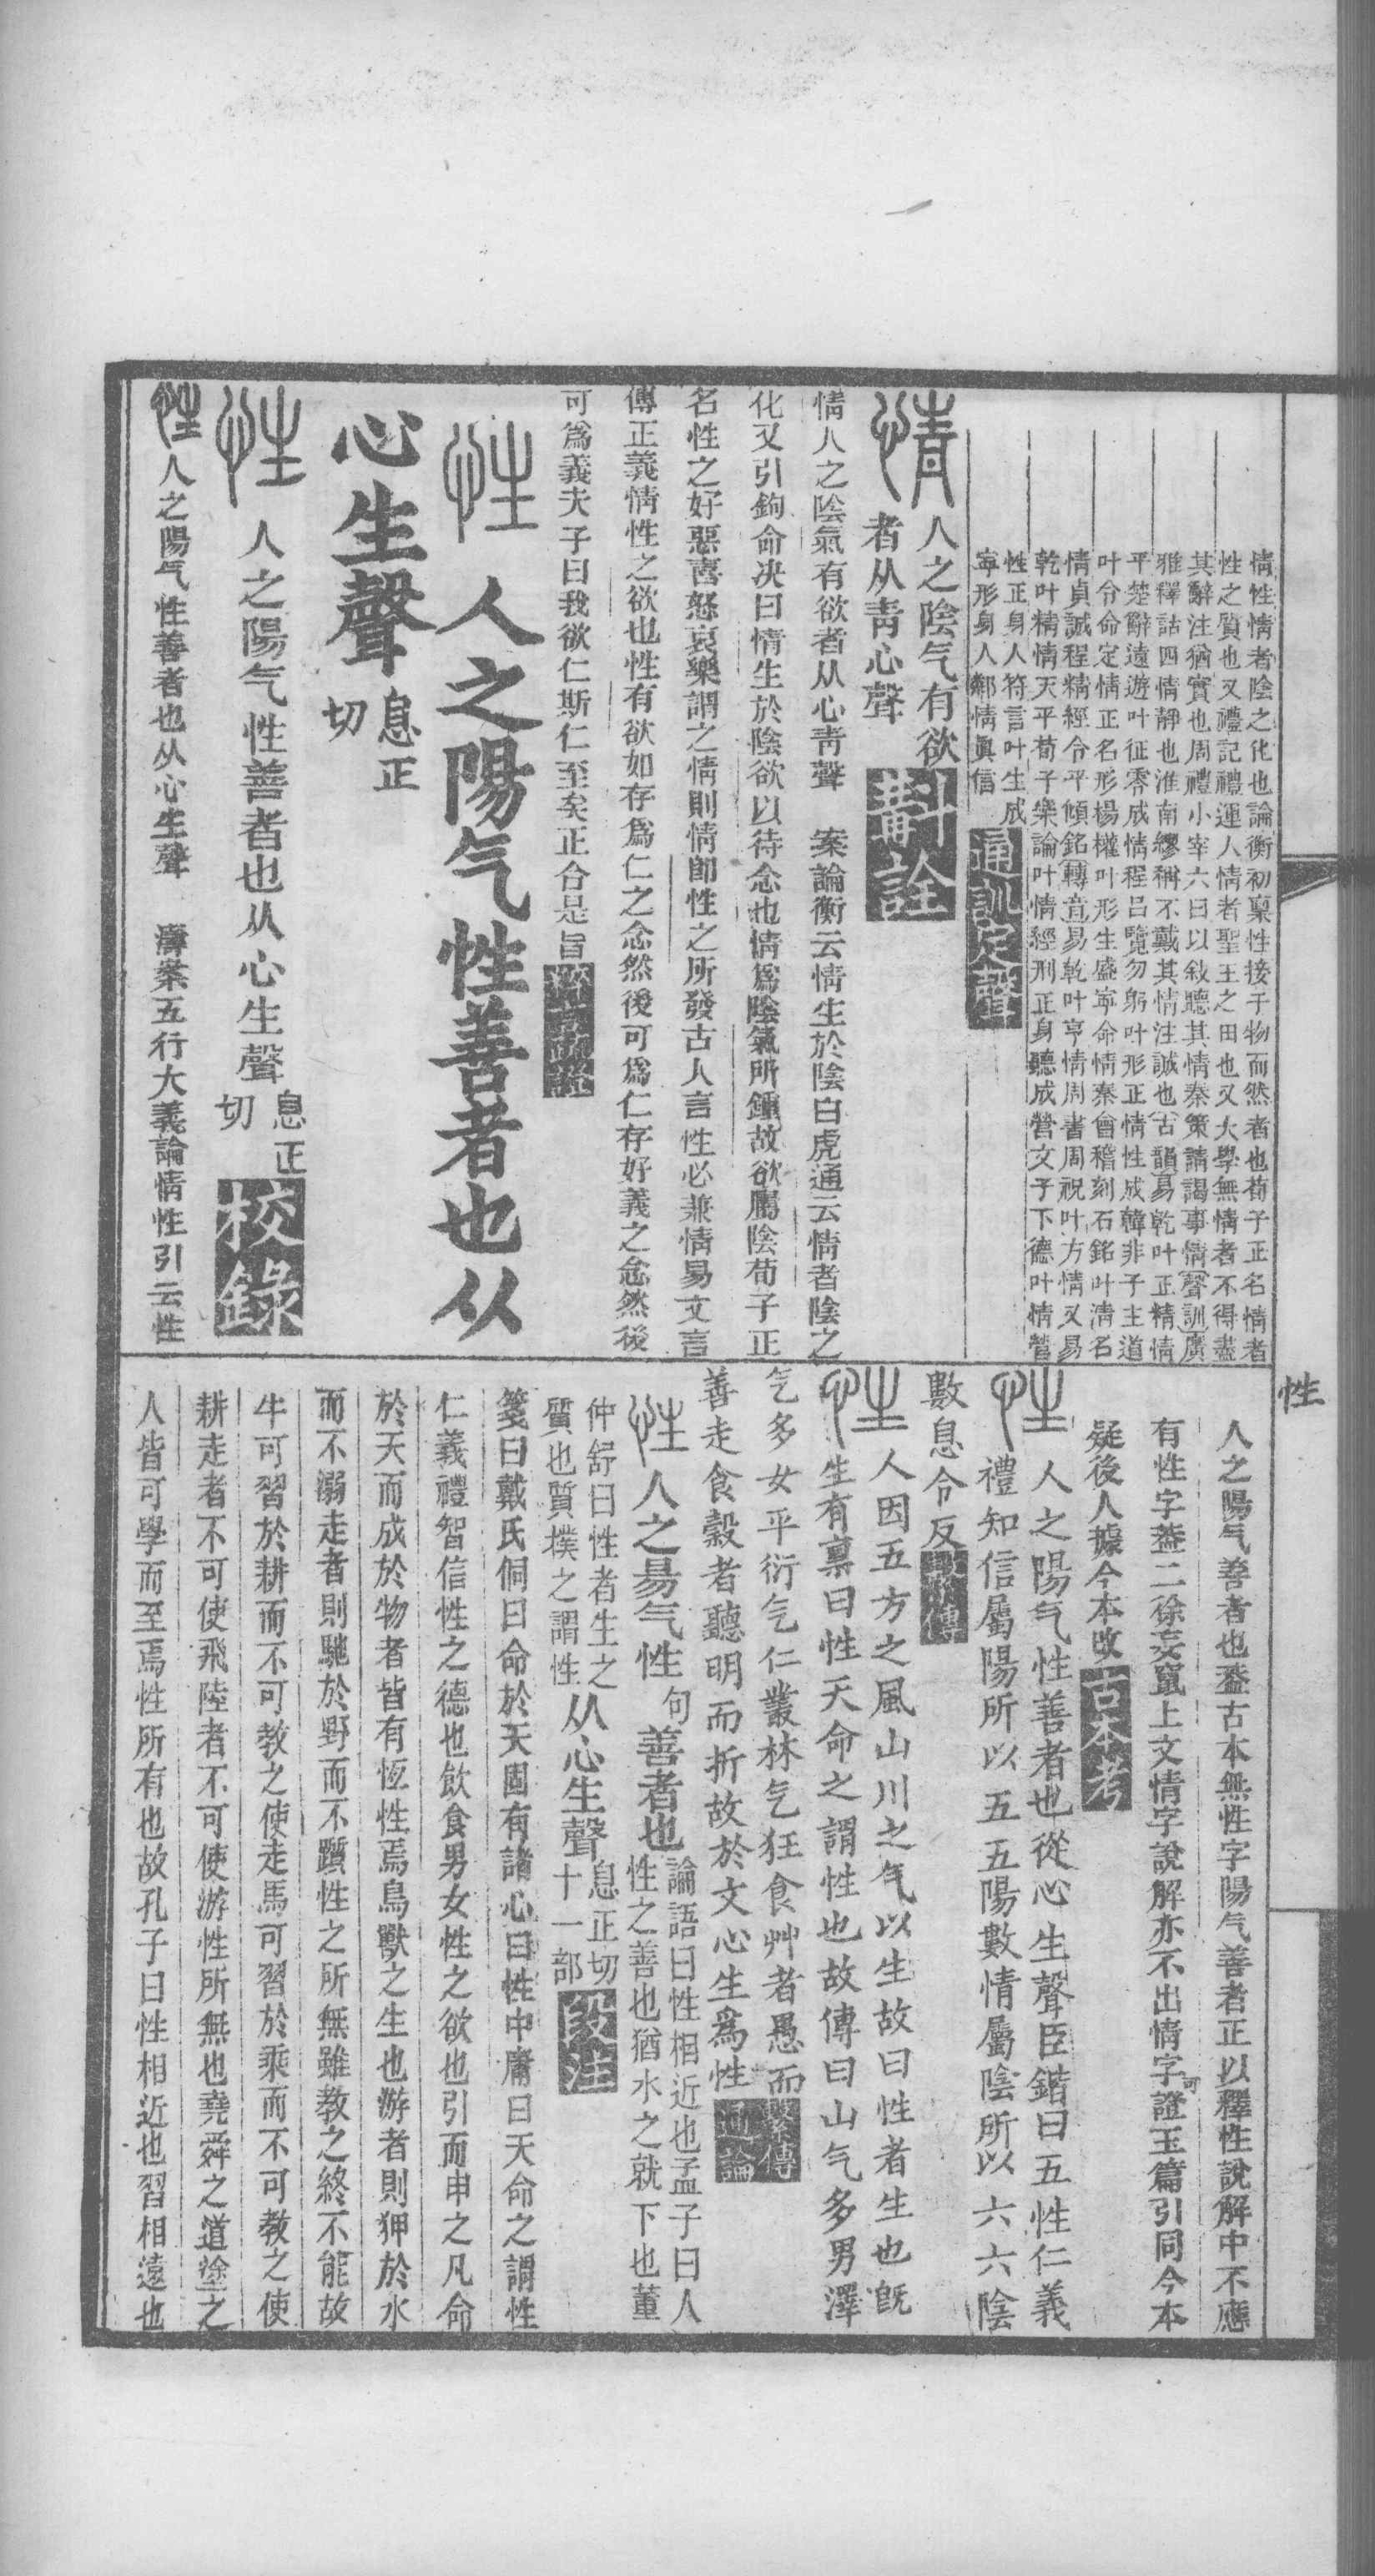 情性情者陰之化也論衡初稟性接于物而然者也荀子正名情者
性之質也又禮記禮運人情者聖王之田也又大學無情者不得盡
其辭注猶實也周禮小宰六曰以敘聽其情秦策請謁事情聲訓廣
雅釋詁四情靜也淮南繆稱不戴其情注誠也古韻易乾叶正精情
平楚辭遠遊叶征零成情程呂覽勿躬叶形正情性成韓非子主道
叶令命定情正名形楊權叶形生盛寧命情秦會稽刻石銘叶清名
情貞誠程精經令平傾銘轉音易乾叶亨情周書周祝叶方情又易
乾叶精情天平荀子樂論叶情經刑正身聽成營文子下德叶情營
性正身人符言叶生成
寧形身人鄰情眞信
通訓定聲
情人之陰气有欲
者从靑心聲
斠詮
情人之陰氣有欲者从心靑聲 案論衡云情生於陰白虎通云情者陰之
化又引鉤命決曰情生於陰欲以待念也情爲陰氣所鍾故欲屬陰荀子正
名性之好惡喜怒哀樂謂之情則情卽性之所發古人言性必兼情易文言
傳正義情性之欲也性有欲如存爲仁之念然後可爲仁存好義之念然後
可爲義夫子曰我欲仁斯仁至矣正合是旨
性 人之陽气性善者也从
心生聲 息正
切
性 人之陽气性善者也从心生聲 息正
切 校錄
性 人之陽气性善者也从心生聲 濤案五行大義論情性引云性
性
人之陽气善者也葢古本無性字陽气善者正以釋性說解中不應
有性字葢二徐妄竄上文情字說解亦不出情字可證玉篇引同今本
疑後人據今本改 古本考
性 人之陽气性善者也從心生聲臣鍇曰五性仁義
禮知信屬陽所以五五陽數情屬陰所以六六陰
數息令反 繫傳
性 人因五方之風山川之气以生故曰性者生也旣
生有稟曰性天命之謂性也故傳曰山气多男澤
气多女平衍气仁叢林气狂食艸者愚而
善走食穀者聽明而折故於文心生爲性
繫傳
通論
性 人之昜气性句善者也
論語曰性相近也孟子曰人
性之善也猶水之就下也董
仲舒曰性者生之
質也質樸之謂性
从心生聲
息正切
十一部
段注
箋曰戴氏侗曰命於天固有諸心曰性中庸曰天命之謂性
仁義禮智信性之德也飮食男女性之欲也引而申之凡命
於天而成於物者皆有恆性焉鳥獸之生也游者則狎於水
而不溺走者則馳於野而不躓性之所無雖敎之終不能故
牛可習於耕而不可敎之使走馬可習於乘而不可敎之使
耕走者不可使飛陸者不可使游性所無也堯舜之道塗之
人皆可學而至焉性所有也故孔子曰性相近也習相遠也